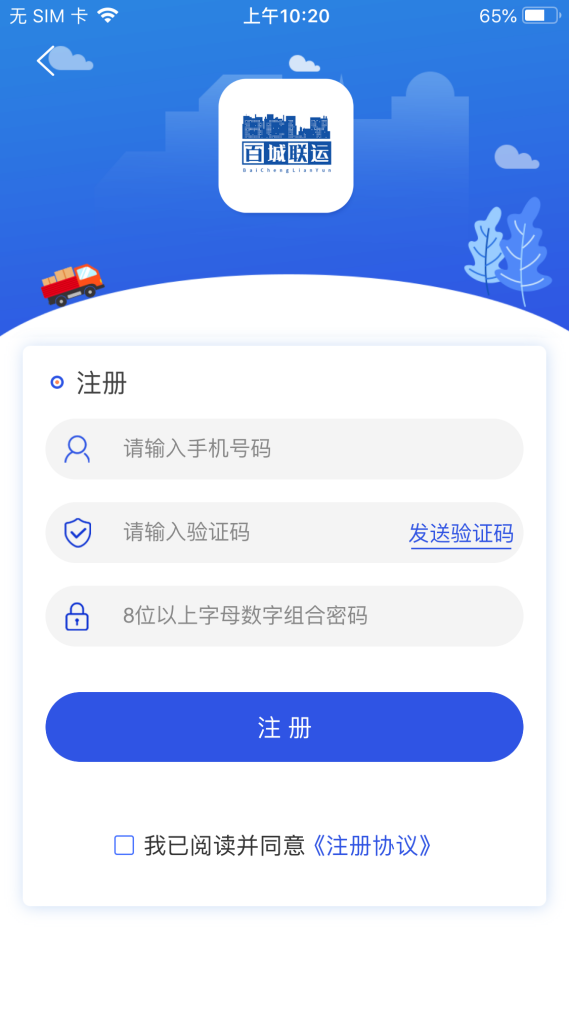 无 SIM 卡 上午10:20 65%
百城联运
BaiChengLianYun
注册
请输入手机号码
请输入验证码 发送验证码
8位以上字母数字组合密码
注 册
我已阅读并同意《注册协议》